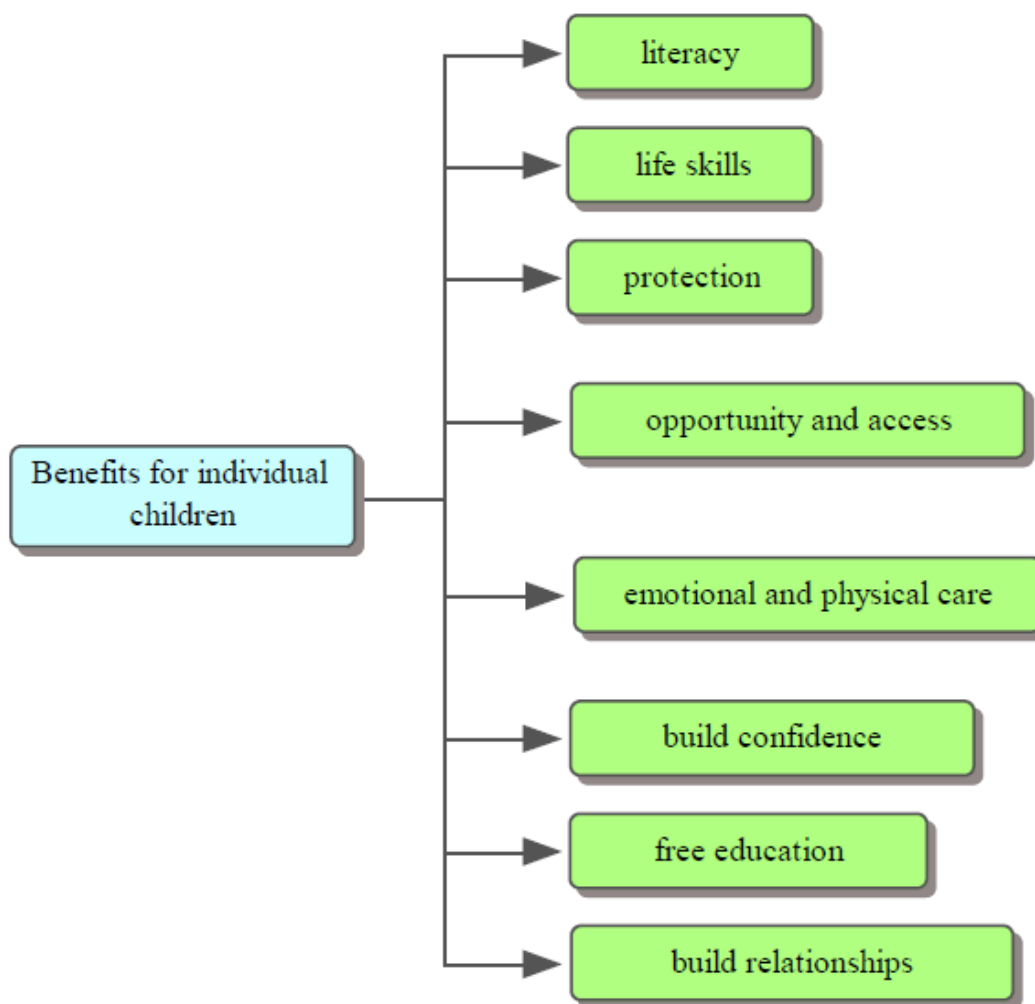 literacy
life skills
protection
opportunity and access
Benefits for individual
children
emotional and physical care
build confidence
free education
build relationships